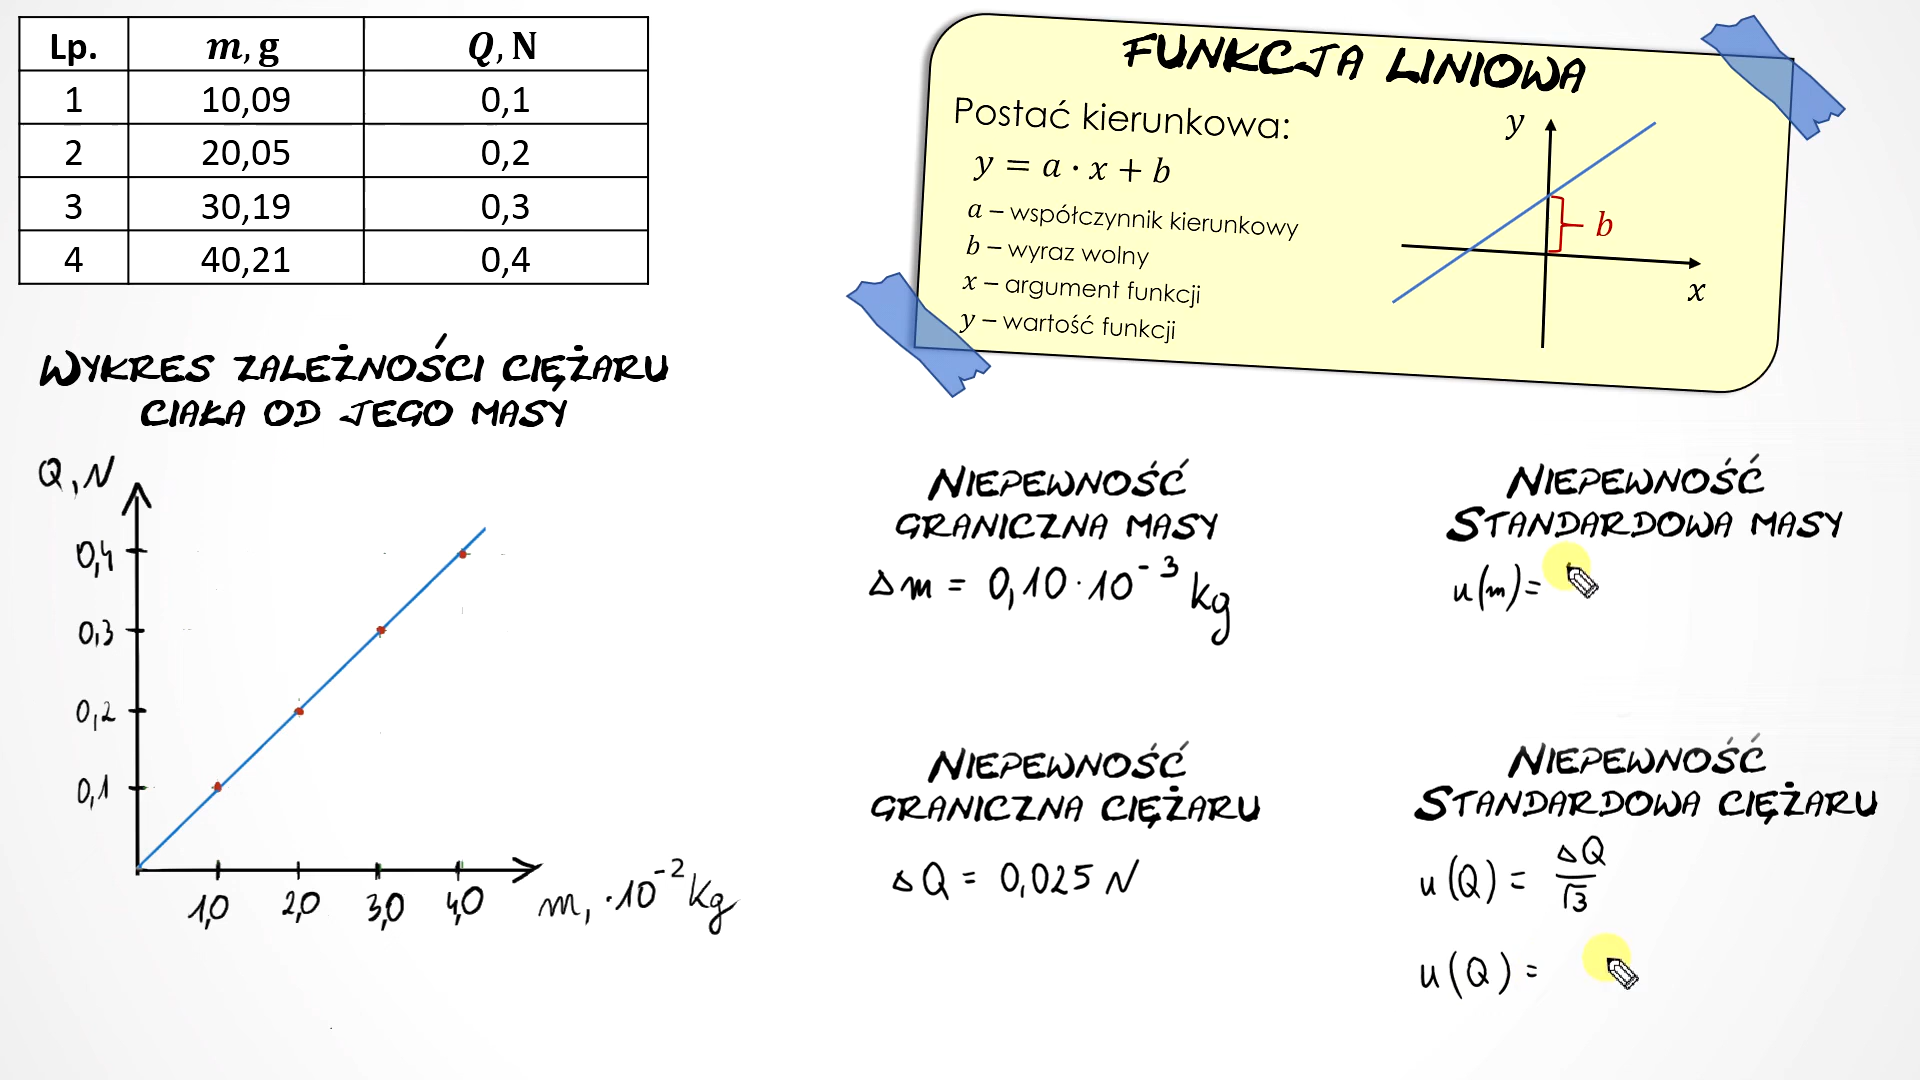 Lp. m, g Q, N
1 10,09 0,1
2 20,05 0,2
3 30,19 0,3
4 40,21 0,4
FUNKCJA LINIOWA
Postać kierunkowa:
y = a · x + b
a – współczynnik kierunkowy
b – wyraz wolny
x – argument funkcji
y – wartość funkcji
y
b
x
WYKRES ZALEŻNOŚCI CIĘŻARU
CIAŁA OD JEGO MASY
Q, N
0,4
0,3
0,2
0,1
1,0 2,0 3,0 4,0 m, ·10⁻² kg
NIEPEWNOŚĆ
GRANICZNA MASY
Δm = 0,10·10⁻³ kg
NIEPEWNOŚĆ
STANDARDOWA MASY
u(m) =
NIEPEWNOŚĆ
GRANICZNA CIĘŻARU
ΔQ = 0,025 N
NIEPEWNOŚĆ
STANDARDOWA CIĘŻARU
u(Q) = ΔQ/√3
u(Q) =